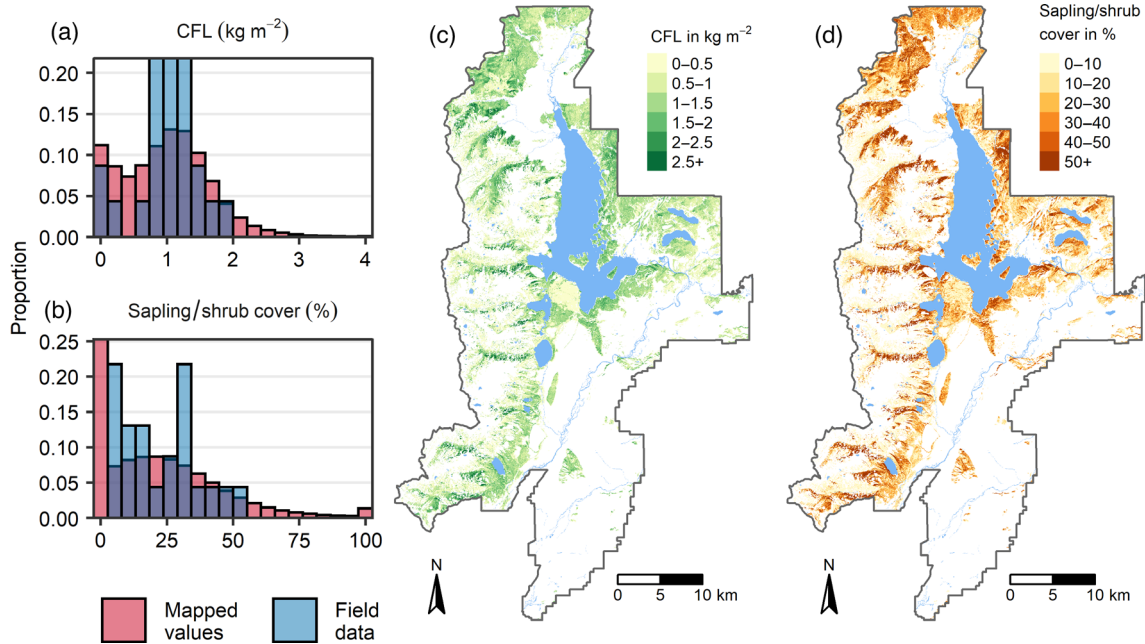 (a)
CFL (kg m⁻²)
0.20
0.15
0.10
0.05
0.00
0
1
2
3
4
Proportion
(b)
Sapling/shrub cover (%)
0.25
0.20
0.15
0.10
0.05
0.00
0
25
50
75
100
Mapped values
Field data
(c)
CFL in kg m⁻²
0–0.5
0.5–1
1–1.5
1.5–2
2–2.5
2.5+
N
0 5 10 km
(d)
Sapling/shrub
cover in %
0–10
10–20
20–30
30–40
40–50
50+
N
0 5 10 km